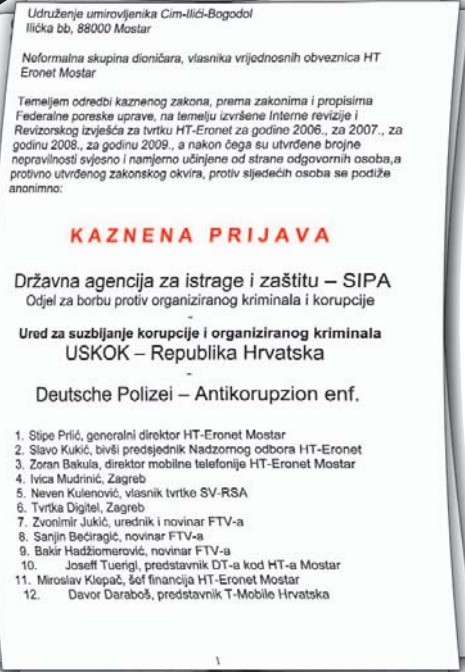 Udruženje umirovljenika Cim-Ilići-Bogodol
Ilićka bb, 88000 Mostar
Neformalna skupina dioničara, vlasnika vrijednosnih obveznica HT
Eronet Mostar
Temeljem odredbi kaznenog zakona, prema zakonima i propisima
Federalne poreske uprave, na temelju izvršene Interne revizije i
Revizorskog izvješća za tvrtku HT-Eronet za godine 2006., za 2007., za
godinu 2008., za godinu 2009., a nakon čega su utvrđene brojne
nepravilnosti svjesno i namjerno učinjene od strane odgovornih osoba,a
protivno utvrđenog zakonskog okvira, protiv sljedećih osoba se podiže
anonimno:
KAZNENA PRIJAVA
Državna agencija za istrage i zaštitu – SIPA
Odjel za borbu protiv organiziranog kriminala i korupcije
-
Ured za suzbijanje korupcije i organiziranog kriminala
USKOK – Republika Hrvatska
-
Deutsche Polizei – Antikorupzion enf.
1. Stipe Prlić, generalni direktor HT-Eronet Mostar
2. Slavo Kukić, bivši predsjednik Nadzornog odbora HT-Eronet
3. Zoran Bakula, direktor mobilne telefonije HT-Eronet Mostar
4. Ivica Mudrinić, Zagreb
5. Neven Kulenović, vlasnik tvrtke SV-RSA
6. Tvrtka Digitel, Zagreb
7. Zvonimir Jukić, urednik i novinar FTV-a
8. Sanjin Bećiragić, novinar FTV-a
9. Bakir Hadžiomerović, novinar FTV-a
10. Joseft Tuerigl, predstavnik DT-a kod HT-a Mostar
11. Miroslav Klepač, šef financija HT-Eronet Mostar
12. Davor Daraboš, predstavnik T-Mobile Hrvatska
1